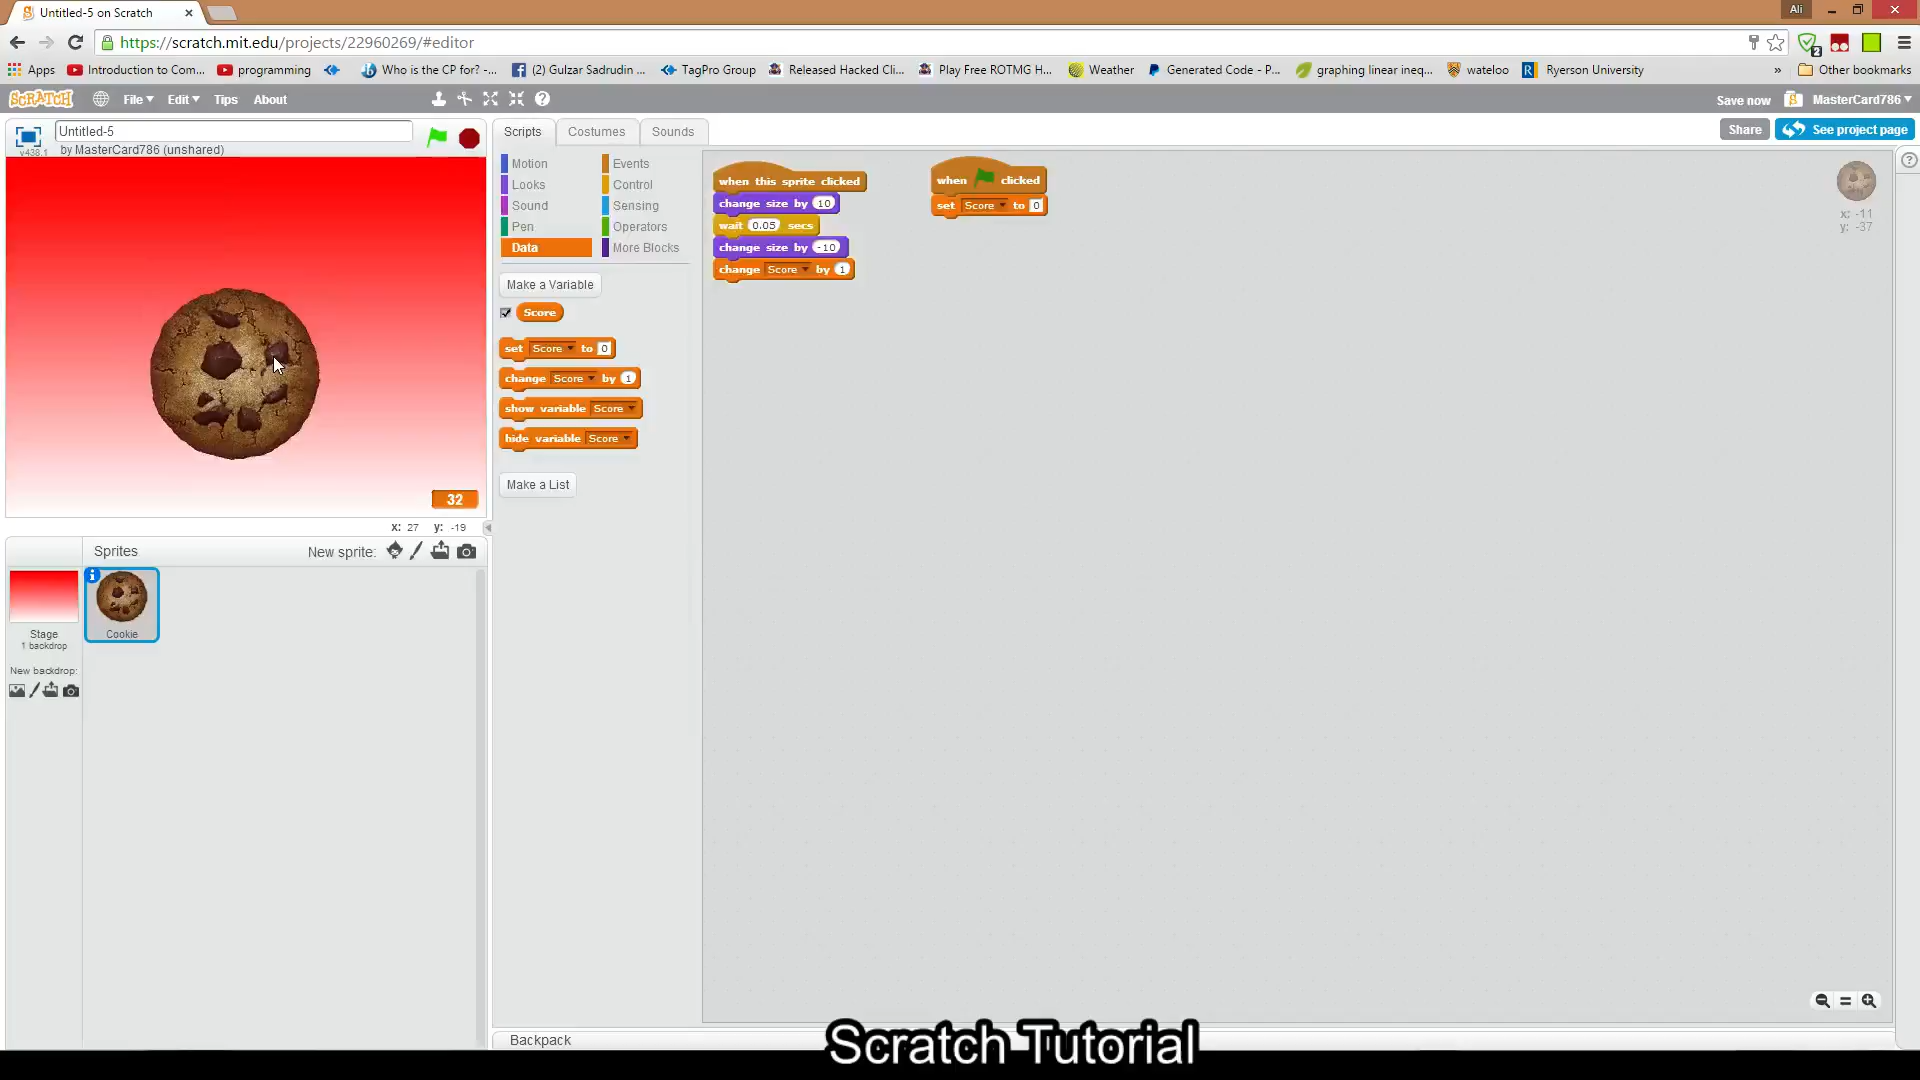 Untitled-5 on Scratch
Ali
https://scratch.mit.edu/projects/22960269/#editor
2
Apps Introduction to Com... programming Who is the CP for? -... (2) Gulzar Sadrudin ... TagPro Group Released Hacked Cli... Play Free ROTMG H... Weather Generated Code - P... graphing linear ineq... wateloo Ryerson University » Other bookmarks
SCRATCH File Edit Tips About Save now MasterCard786
Untitled-5
by MasterCard786 (unshared)
v438.1
Scripts Costumes Sounds
Share See project page
Motion Events
Looks Control
Sound Sensing
Pen Operators
Data More Blocks
Make a Variable
Score
set Score to 0
change Score by 1
show variable Score
hide variable Score
Make a List
when this sprite clicked
change size by 10
wait 0.05 secs
change size by -10
change Score by 1
when clicked
set Score to 0
x: -11
y: -37
32
x: 27 y: -19
Sprites New sprite:
Stage
1 backdrop
New backdrop:
Cookie
Backpack
Scratch Tutorial